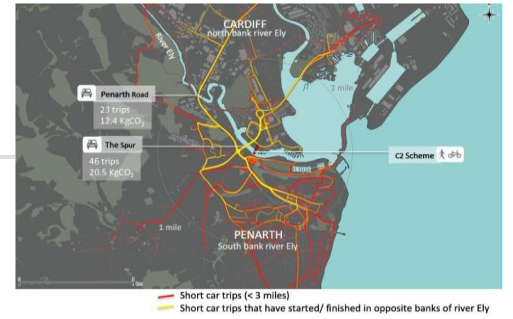 CARDIFF
north bank river Ely
River Ely
1 mile
Penarth Road
23 trips
12.4 KgCO₂
The Spur
46 trips
20.5 KgCO₂
C2 Scheme
1 mile
PENARTH
South bank river Ely
Short car trips (< 3 miles)
Short car trips that have started/ finished in opposite banks of river Ely